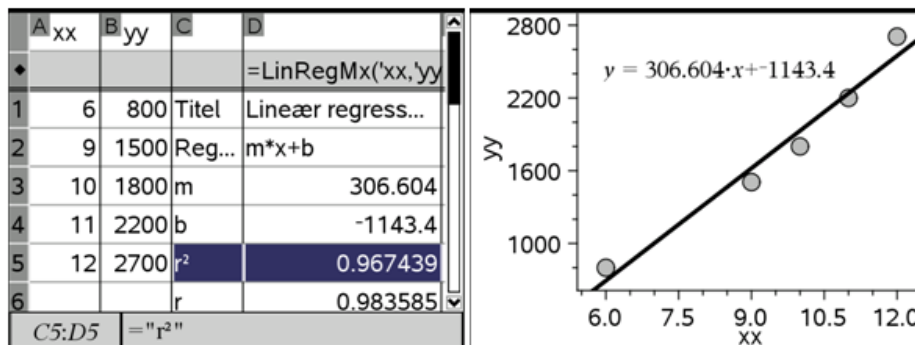 A xx B yy C D
◆ =LinRegMx('xx,'yy
1 6 800 Titel Lineær regress...
2 9 1500 Reg... m*x+b
3 10 1800 m 306.604
4 11 2200 b ⁻1143.4
5 12 2700 r² 0.967439
6 r 0.983585
C5:D5 ="r²"
2800
y = 306.604·x+⁻1143.4
2200
yy
1600
1000
6.0 7.5 9.0 10.5 12.0
xx